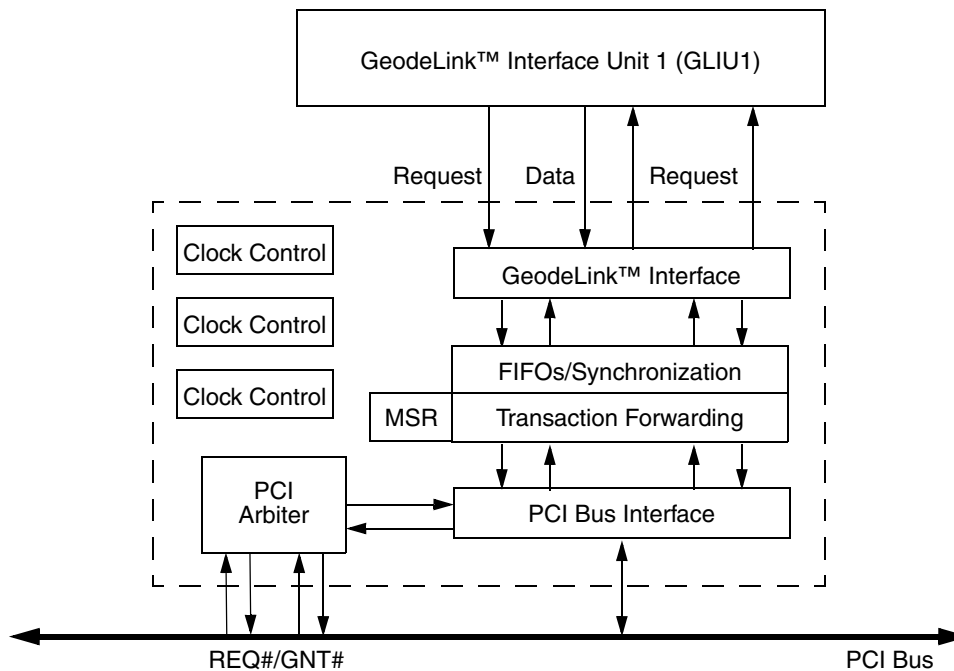 GeodeLink™ Interface Unit 1 (GLIU1)
Request
Data
Request
Clock Control
GeodeLink™ Interface
Clock Control
FIFOs/Synchronization
Clock Control
MSR
Transaction Forwarding
PCI
Arbiter
PCI Bus Interface
REQ#/GNT#
PCI Bus